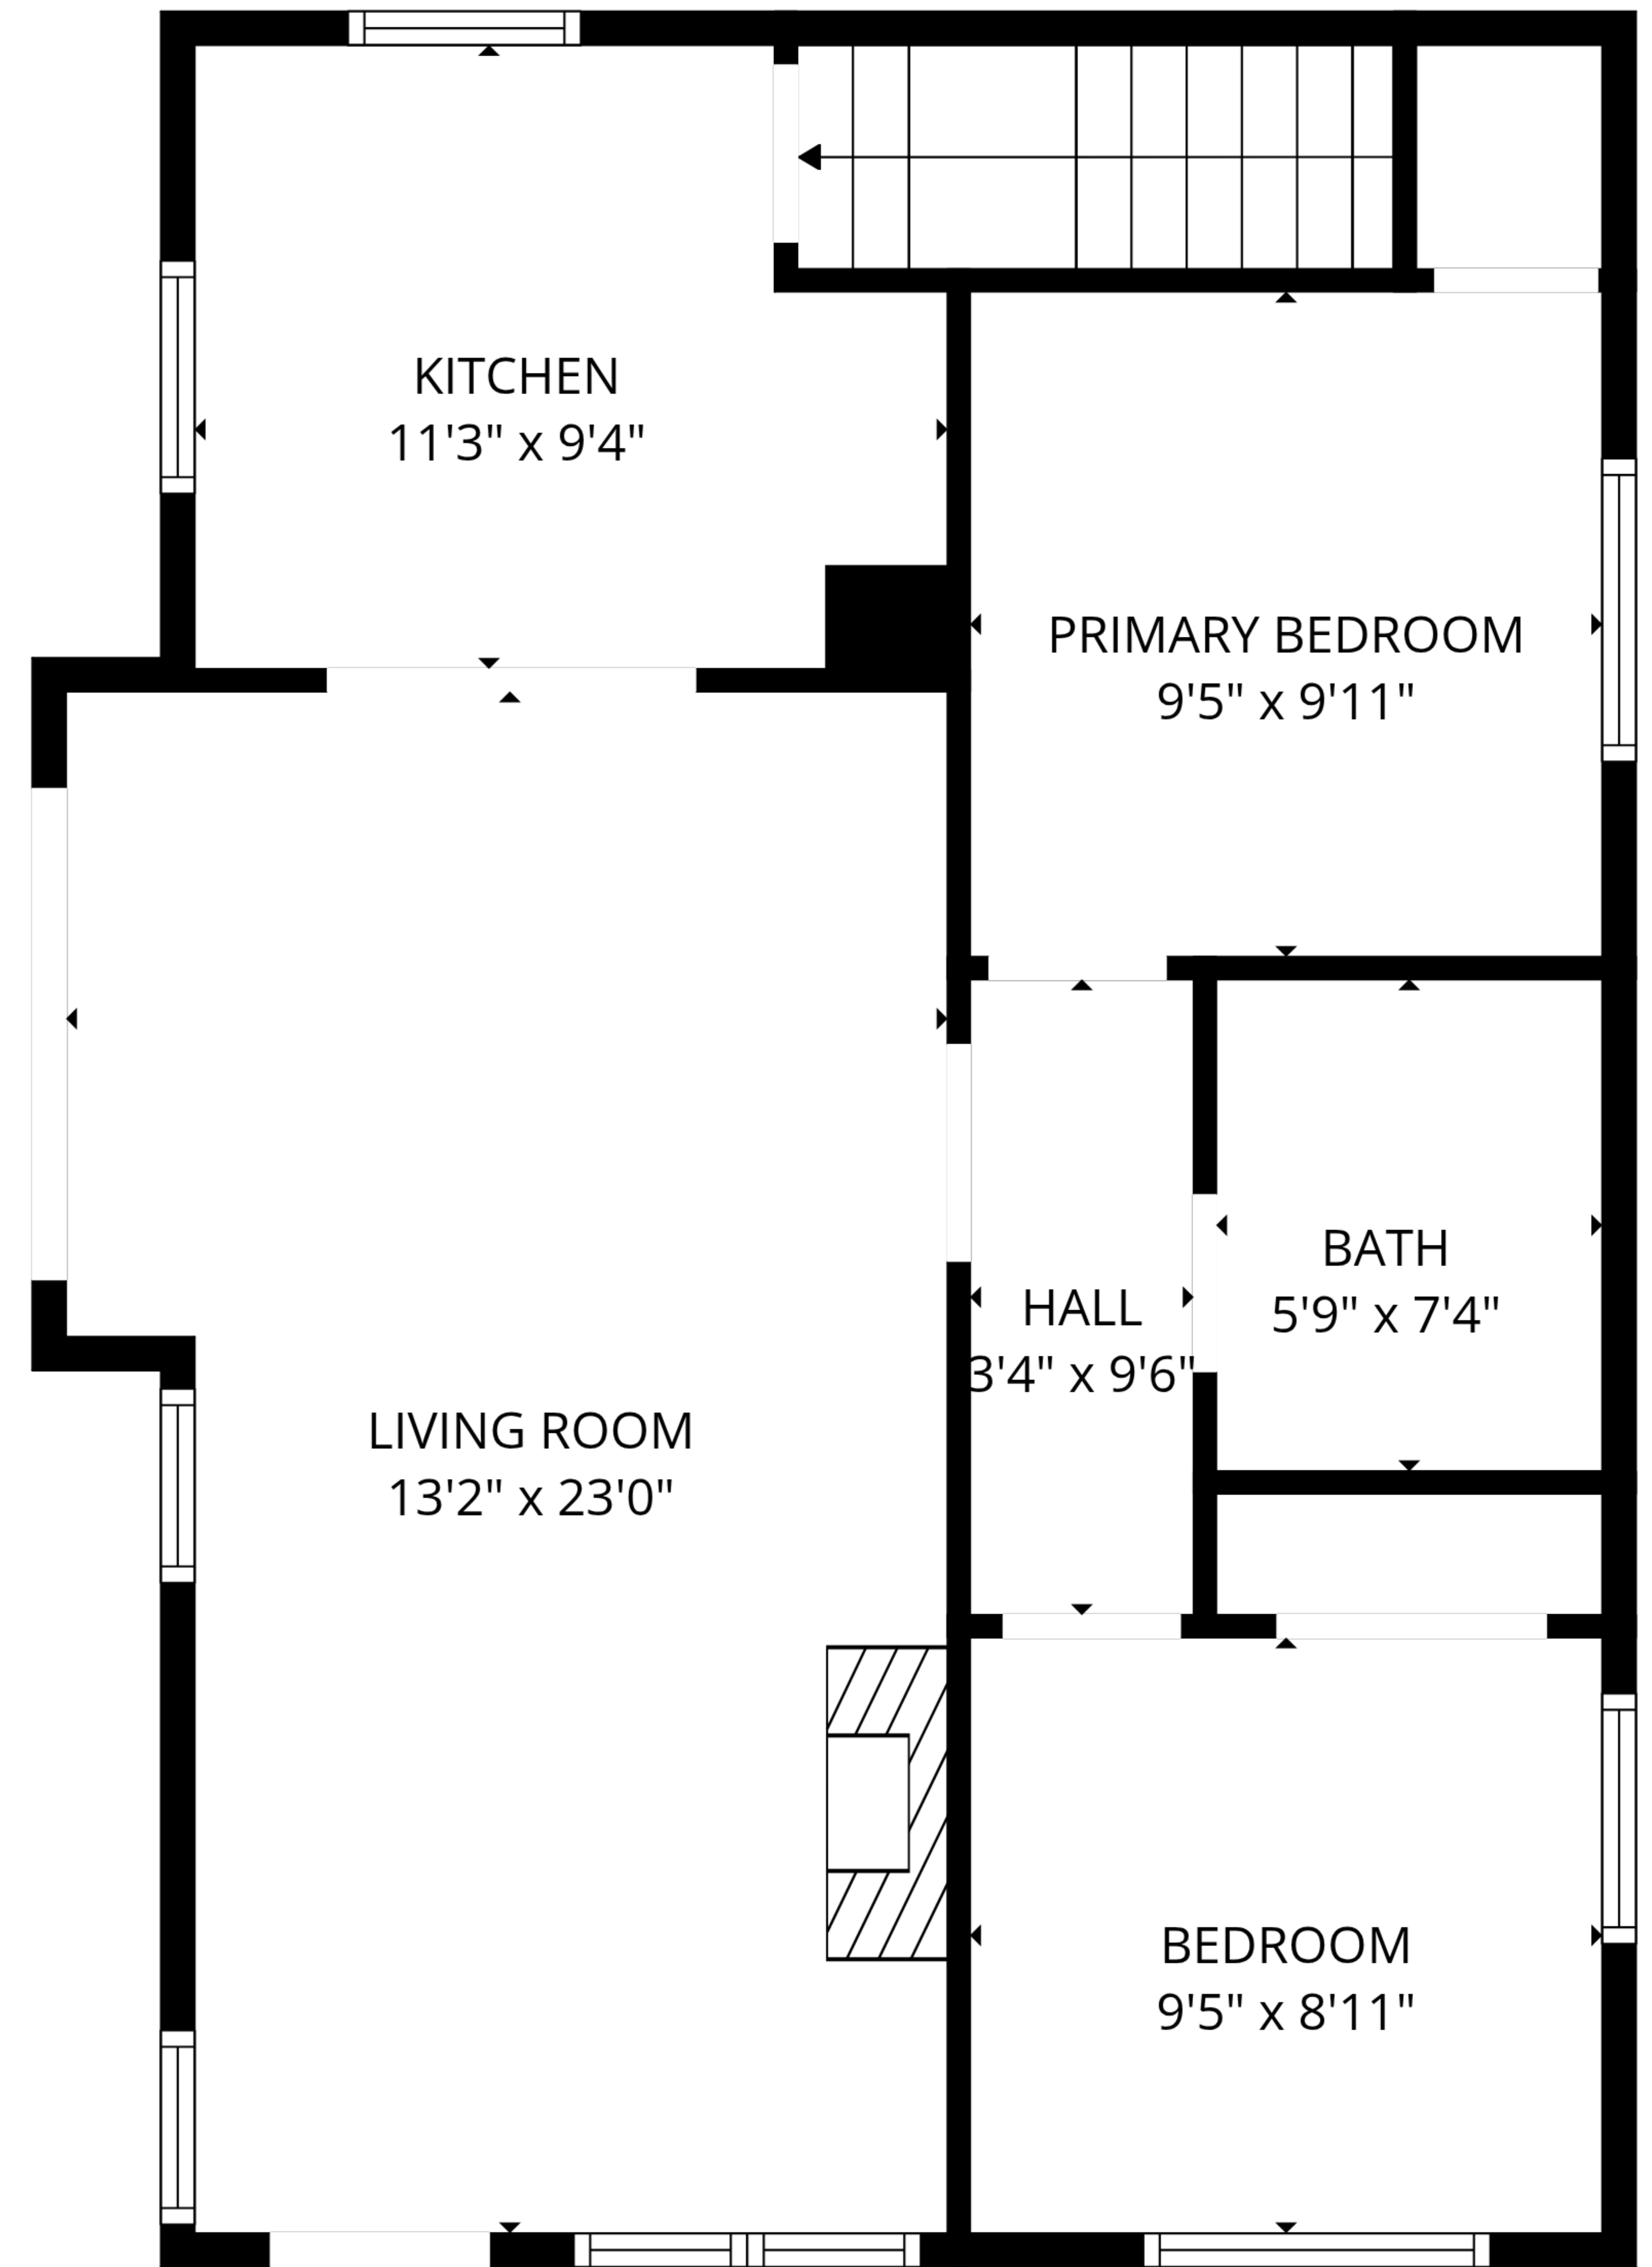 KITCHEN
11'3" x 9'4"
PRIMARY BEDROOM
9'5" x 9'11"
BATH
5'9" x 7'4"
HALL
3'4" x 9'6"
LIVING ROOM
13'2" x 23'0"
BEDROOM
9'5" x 8'11"